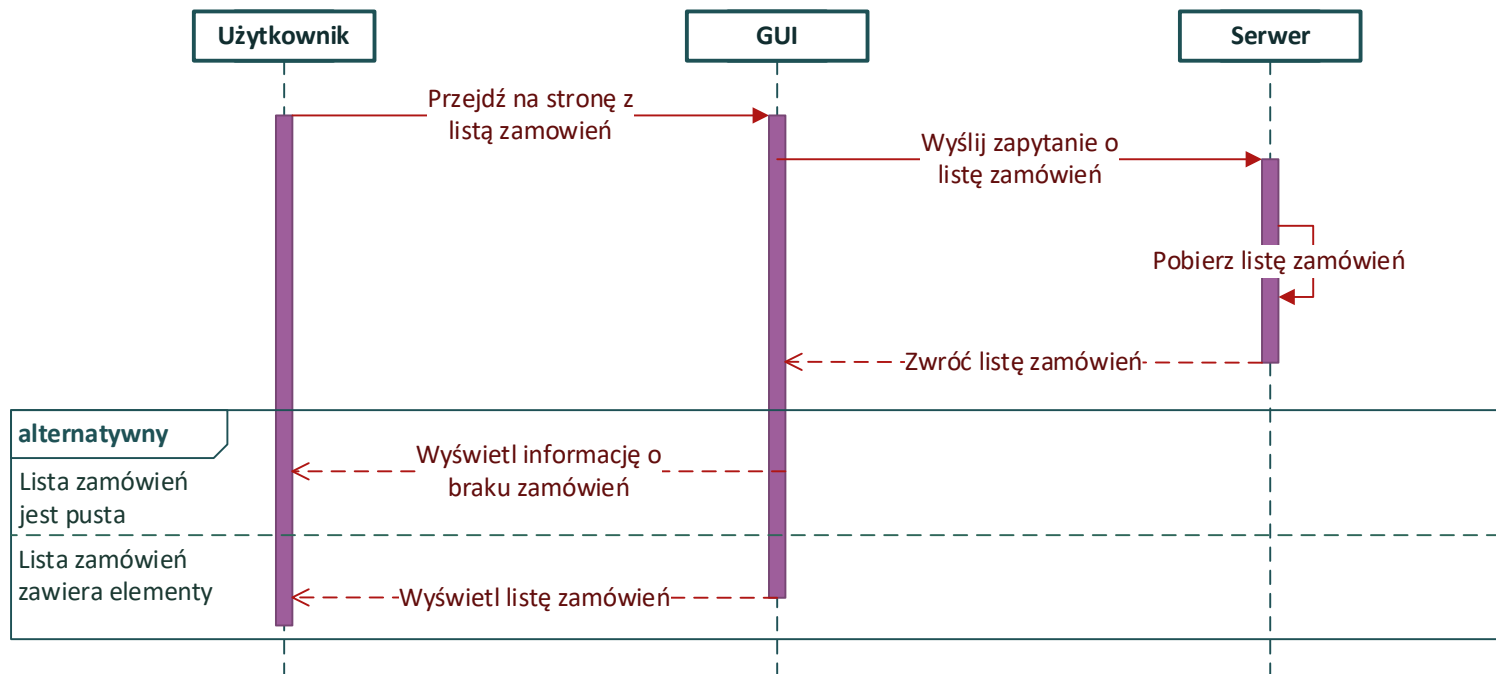 Użytkownik
GUI
Serwer
Przejdź na stronę z
listą zamowień
Wyślij zapytanie o
listę zamówień
Pobierz listę zamówień
Zwróć listę zamówień
alternatywny
Wyświetl informację o
braku zamówień
Lista zamówień
jest pusta
Lista zamówień
zawiera elementy
Wyświetl listę zamówień